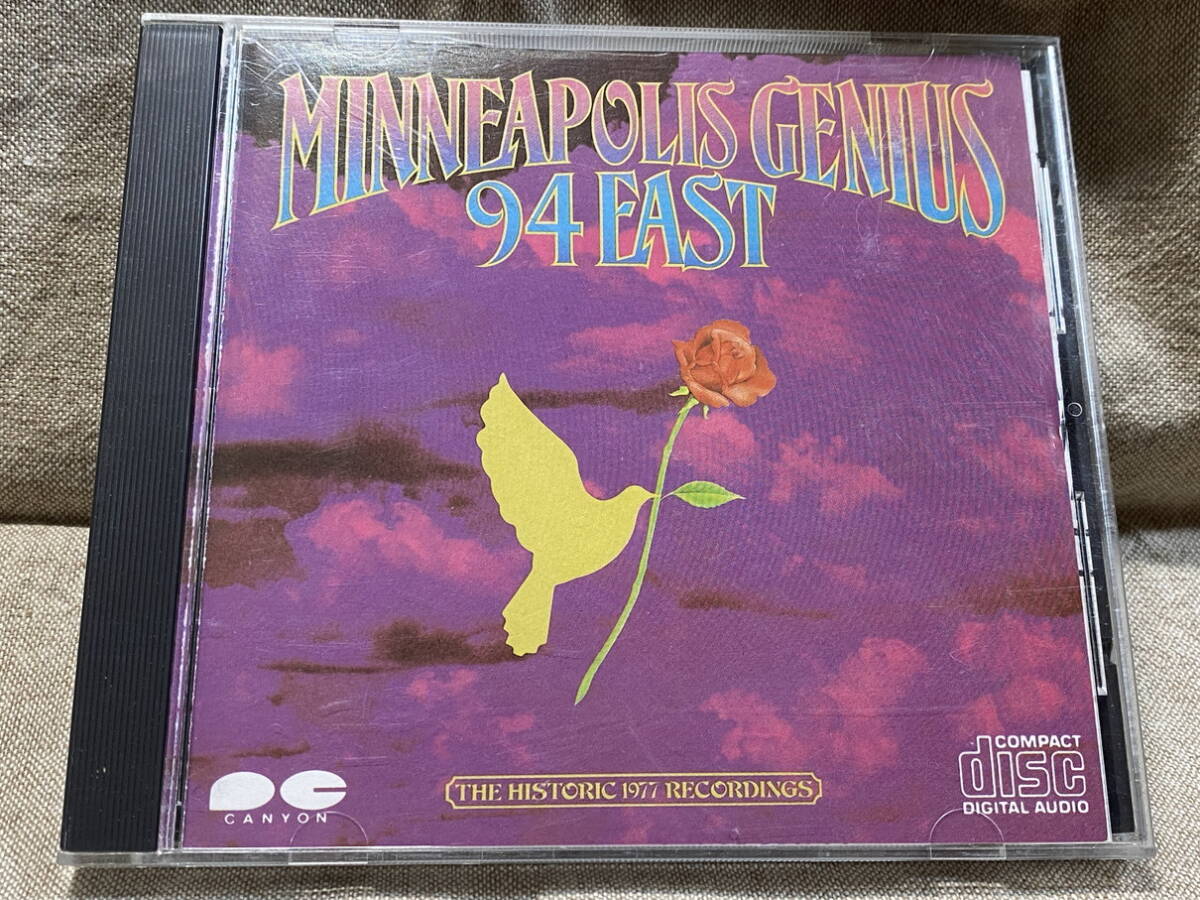 MINNEAPOLIS GENIUS
94 EAST
THE HISTORIC 1977 RECORDINGS
CANYON
COMPACT
disc
DIGITAL AUDIO